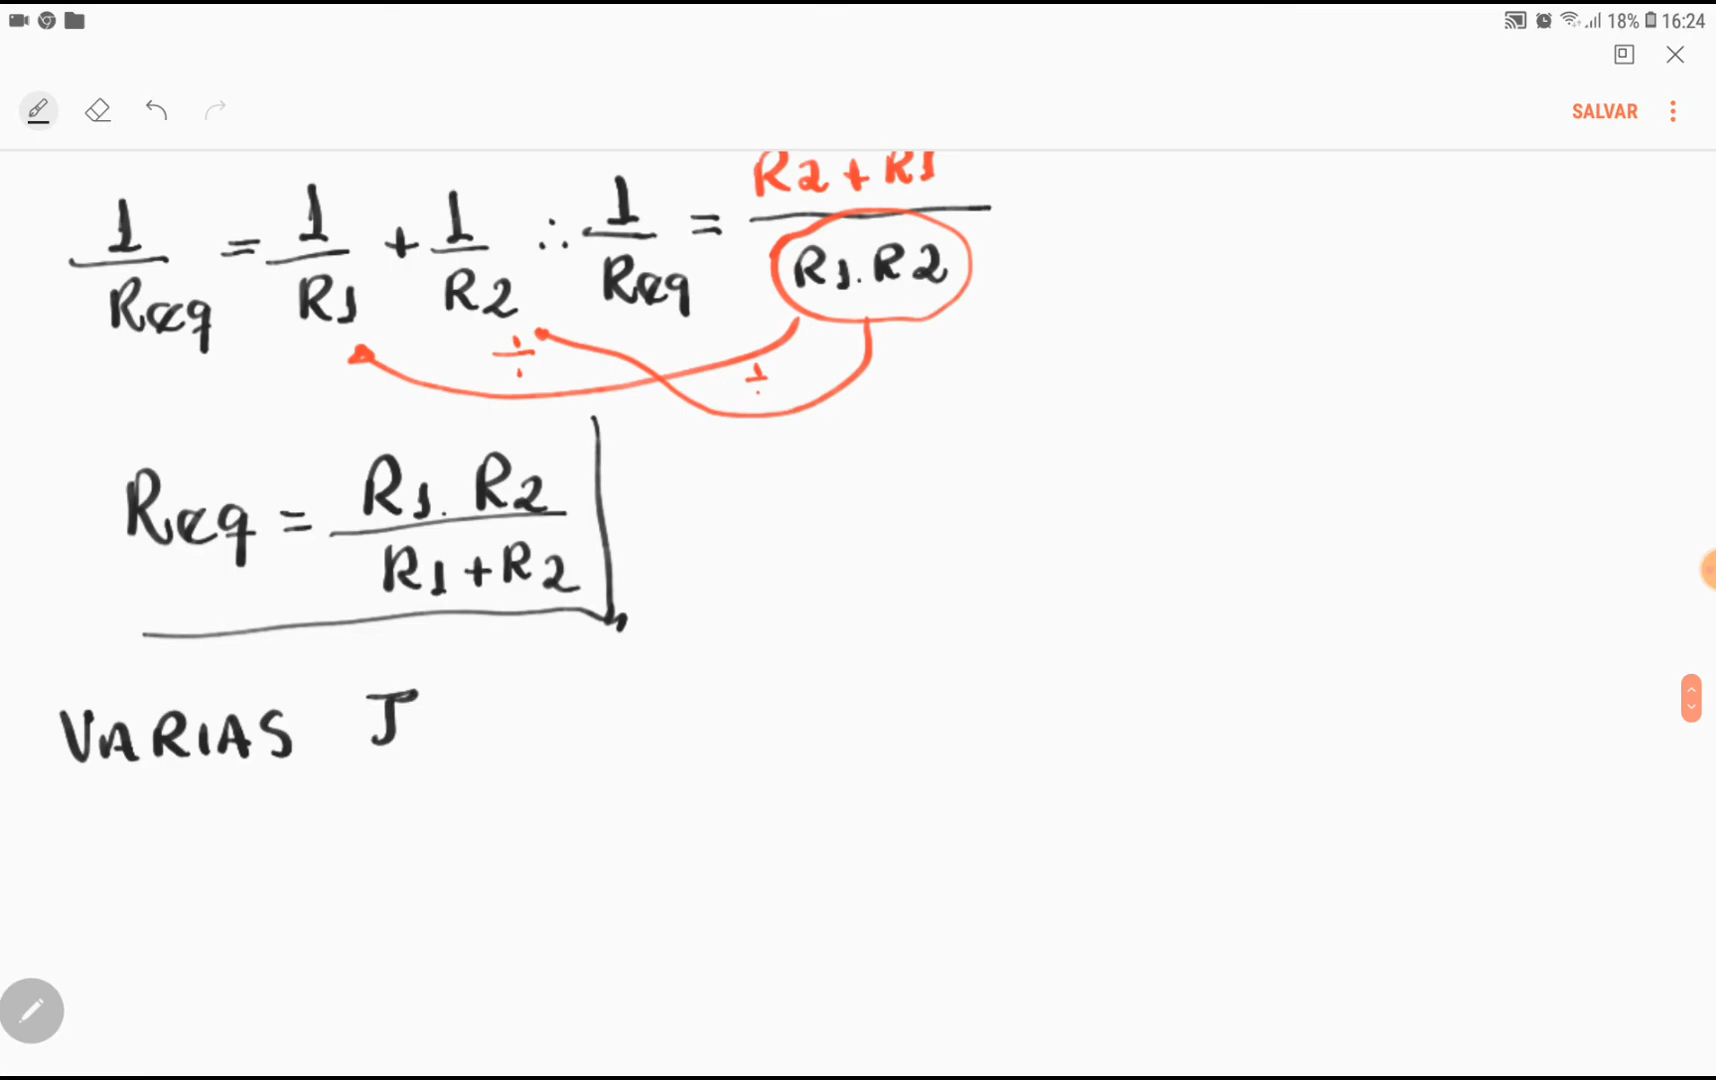 18% 16:24
SALVAR
1/Req = 1/R1 + 1/R2 ∴ 1/Req = R2 + R1/R1.R2
÷ ÷
Req = R1.R2/R1+R2
VARIAS J